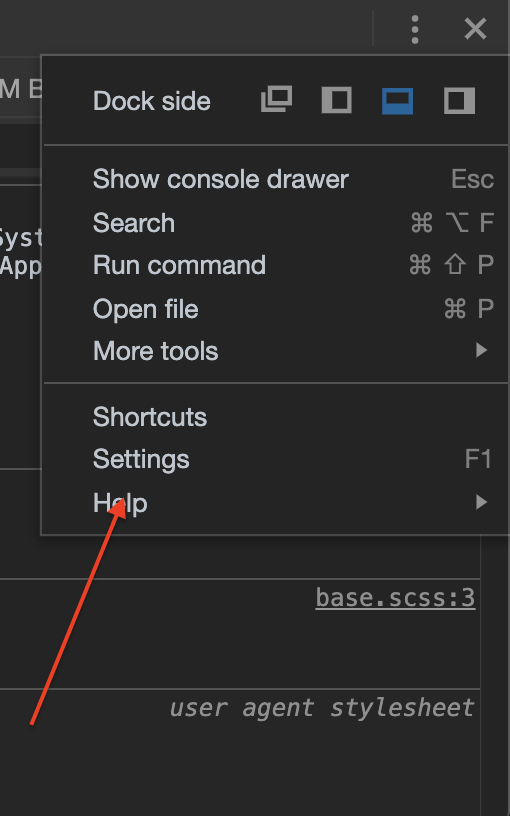 M B
Dock side
Show console drawer Esc
Syst
Search ⌘ ⌥ F
App
Run command ⌘ ⇧ P
Open file ⌘ P
More tools
Shortcuts
Settings F1
Help
base.scss:3
user agent stylesheet